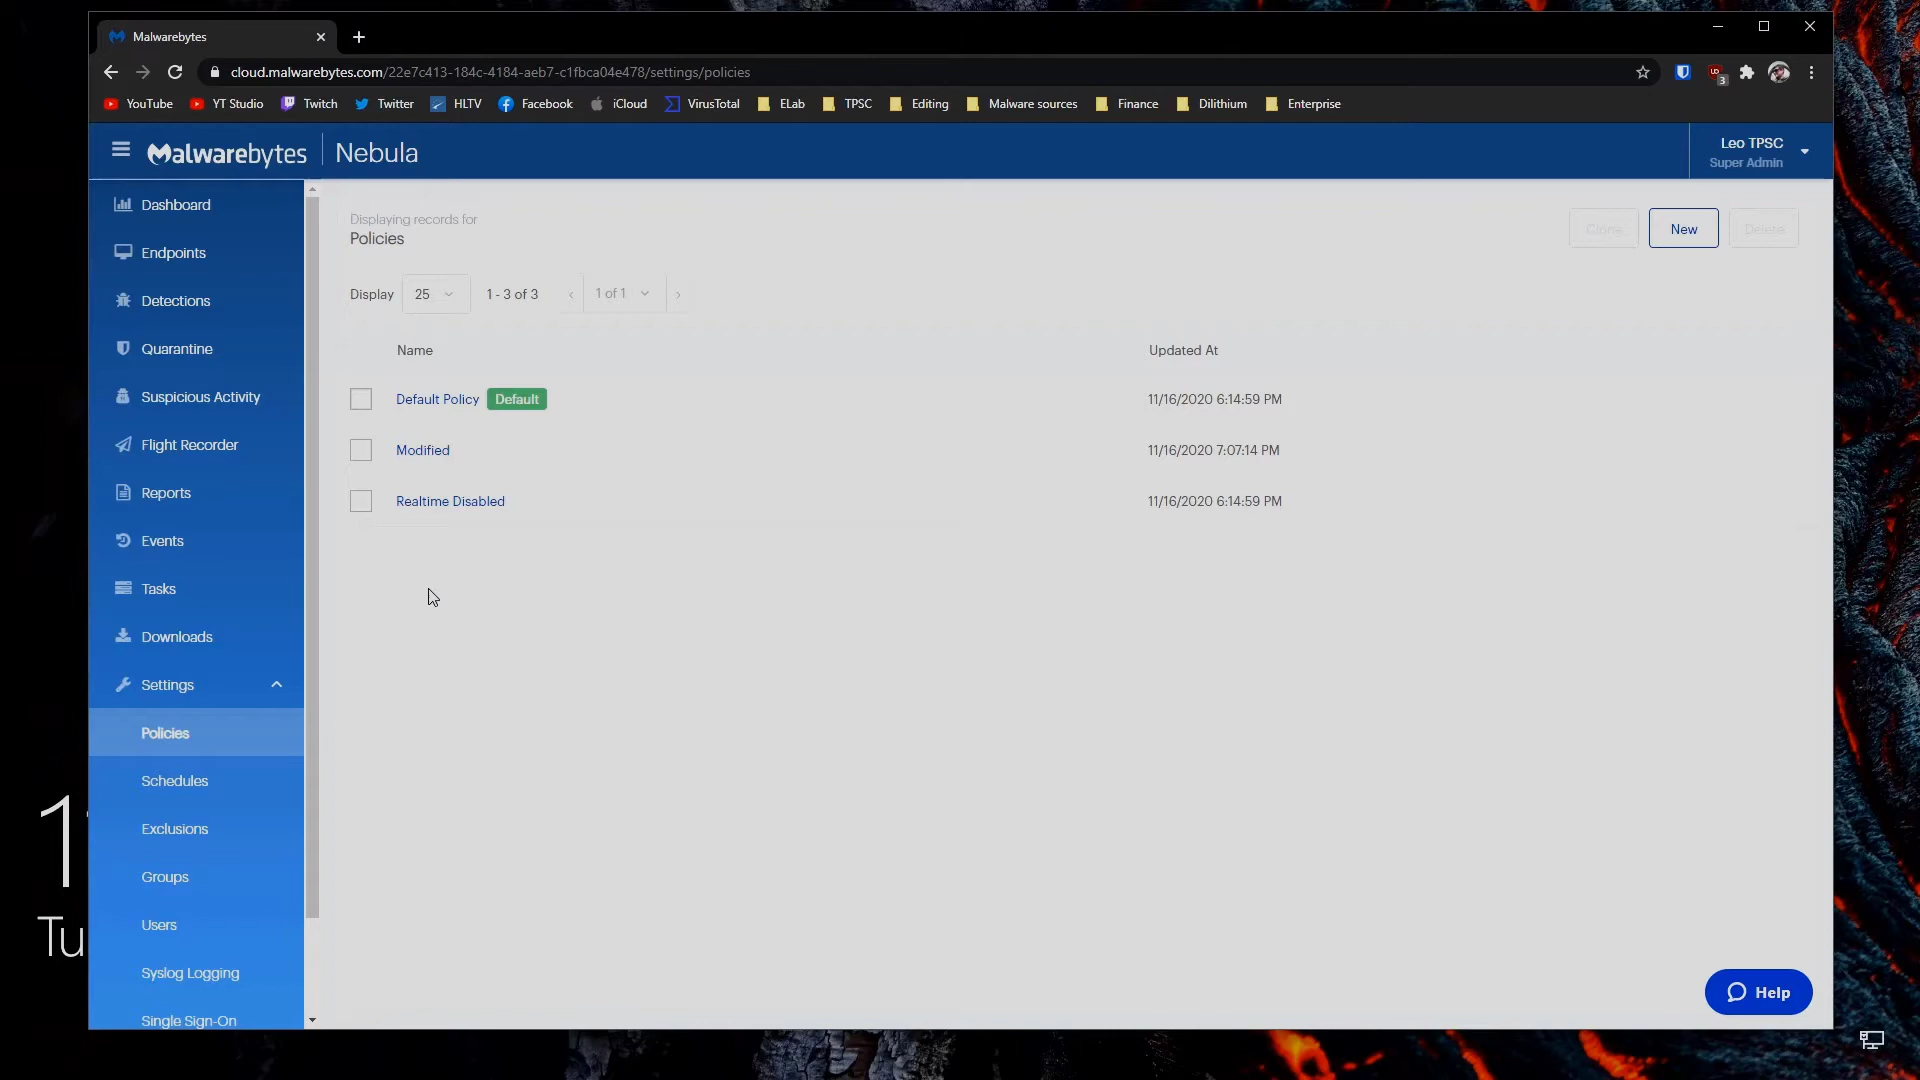 Malwarebytes
cloud.malwarebytes.com/22e7c413-184c-4184-aeb7-c1fbca04e478/settings/policies
3
YouTube YT Studio Twitch Twitter HLTV Facebook iCloud VirusTotal ELab TPSC Editing Malware sources Finance Dilithium Enterprise
Malwarebytes Nebula
Leo TPSC
Super Admin
Dashboard
Endpoints
Detections
Quarantine
Suspicious Activity
Flight Recorder
Reports
Events
Tasks
Downloads
Settings
Policies
Schedules
Exclusions
Groups
Users
Syslog Logging
Single Sign-On
Displaying records for
Policies
Clone New Delete
Display 25 1 - 3 of 3 1 of 1
Name Updated At
Default Policy Default 11/16/2020 6:14:59 PM
Modified 11/16/2020 7:07:14 PM
Realtime Disabled 11/16/2020 6:14:59 PM
Help
Tu